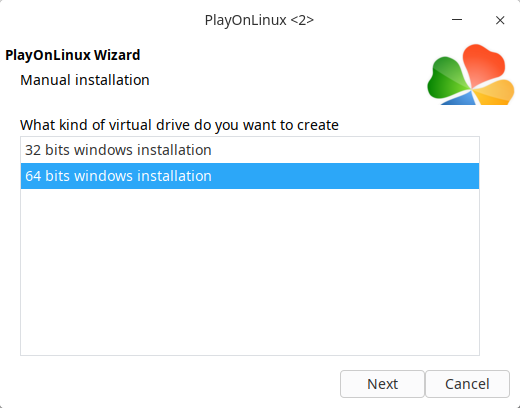 PlayOnLinux <2>
PlayOnLinux Wizard
Manual installation
What kind of virtual drive do you want to create
32 bits windows installation
64 bits windows installation
Next
Cancel